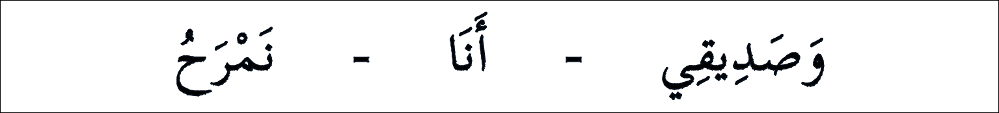 وَصَدِيقِي - أَنَا - نَمْرَحُ